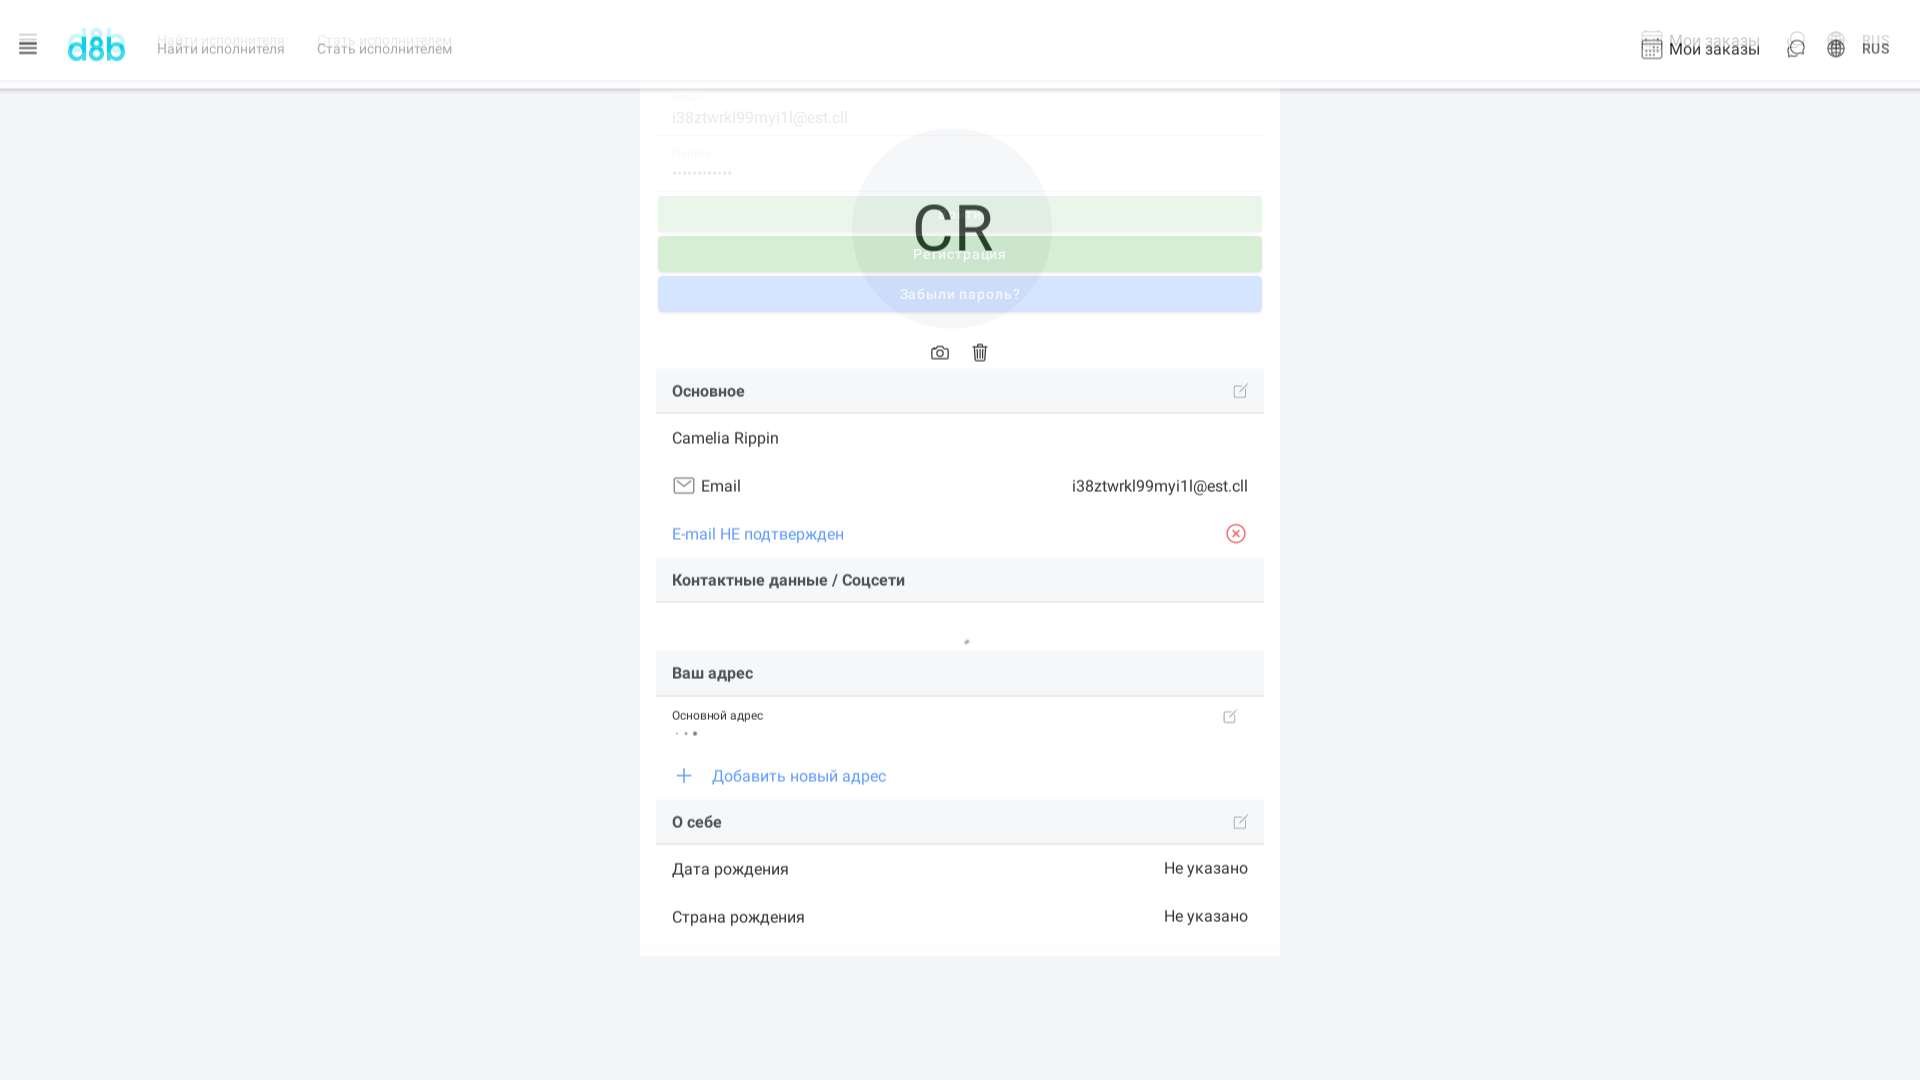 d8b
Найти исполнителя
Стать исполнителем
Мои заказы
RUS
i38ztwrkl99myi1l@est.cll
Пароль
••••••••••••
CR
Регистрация
Забыли пароль?
Основное
Camelia Rippin
Email
i38ztwrkl99myi1l@est.cll
E-mail НЕ подтвержден
Контактные данные / Соцсети
Ваш адрес
Основной адрес
Добавить новый адрес
О себе
Дата рождения
Не указано
Страна рождения
Не указано